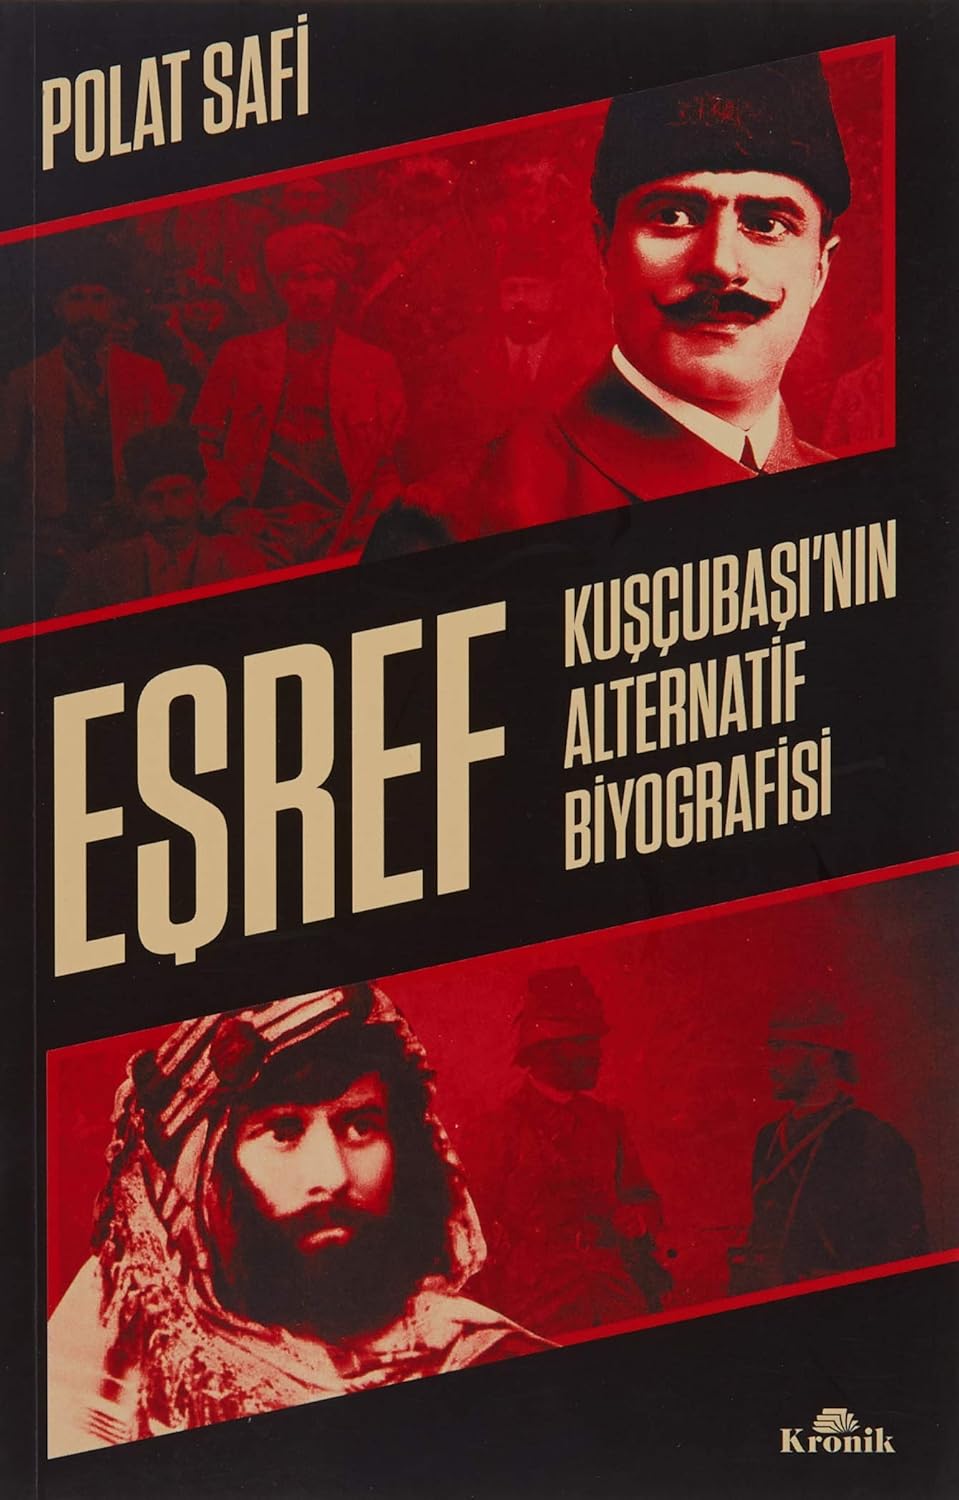 POLAT SAFİ
EŞREF
KUŞÇUBAŞI'NIN
ALTERNATİF
BİYOGRAFİSİ
Kronik